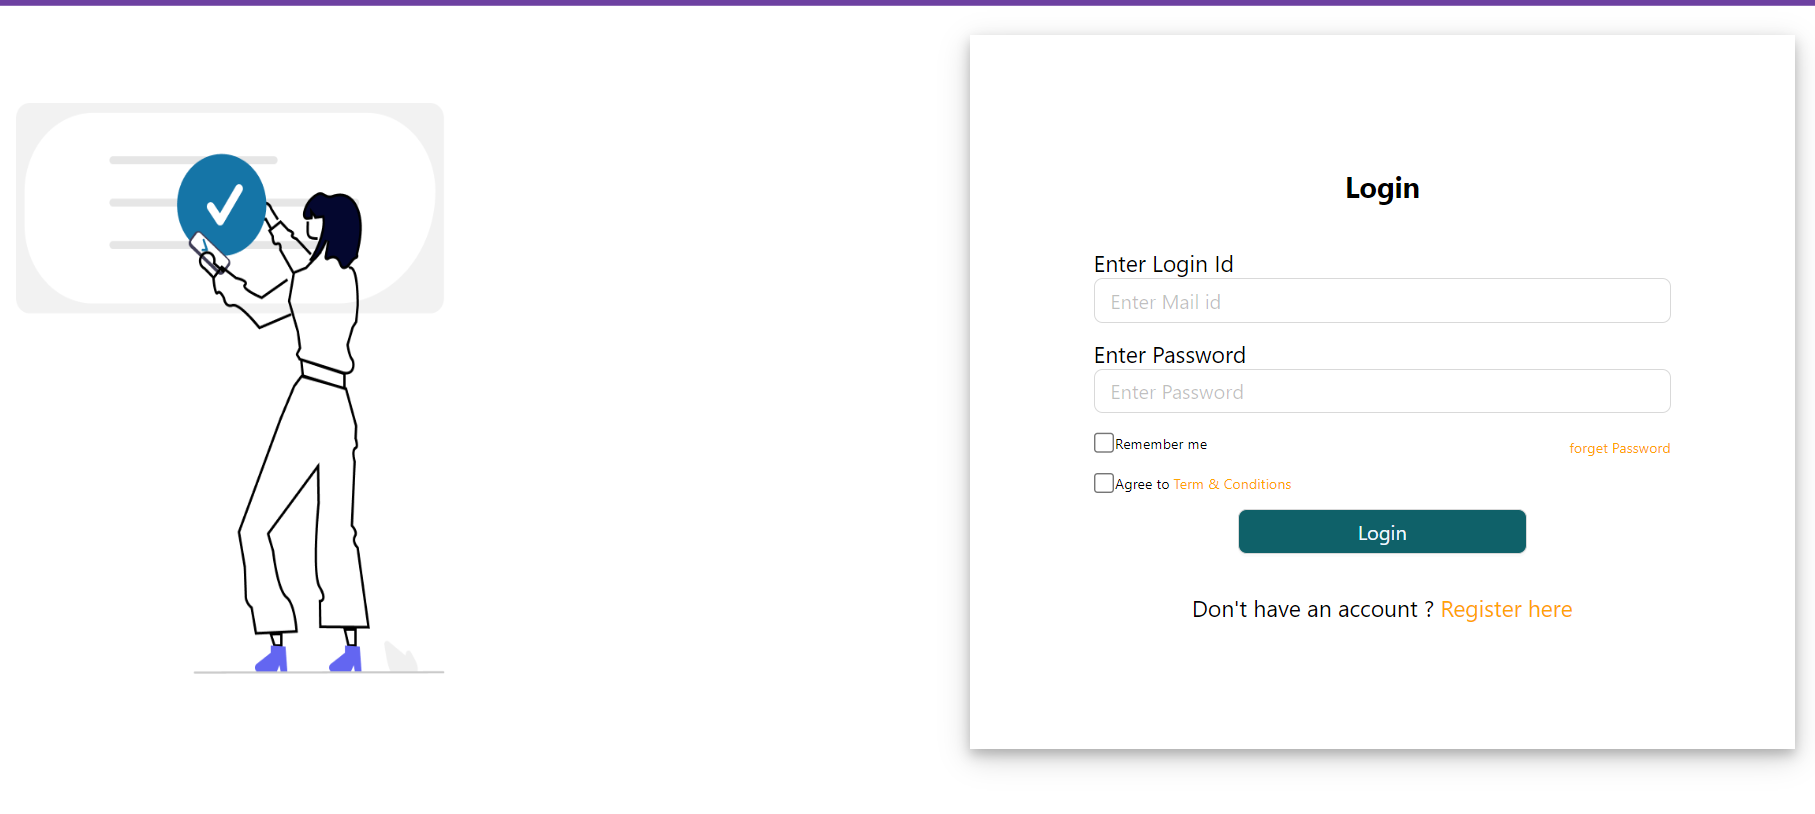 Login
Enter Login Id
Enter Mail id
Enter Password
Enter Password
Remember me
forget Password
Agree to Term & Conditions
Login
Don't have an account ? Register here